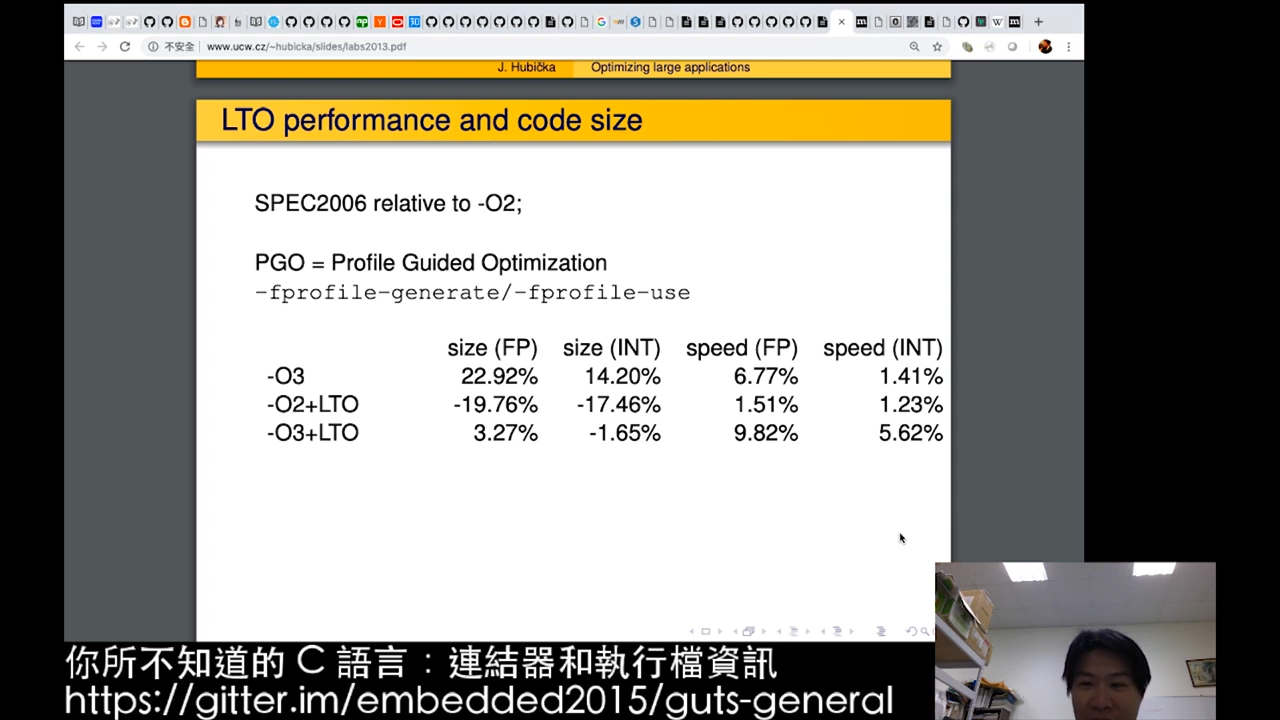 不安全 www.ucw.cz/~hubicka/slides/labs2013.pdf
J. Hubička Optimizing large applications
LTO performance and code size
SPEC2006 relative to -O2;
PGO = Profile Guided Optimization
-fprofile-generate/-fprofile-use
size (FP) size (INT) speed (FP) speed (INT)
-O3 22.92% 14.20% 6.77% 1.41%
-O2+LTO -19.76% -17.46% 1.51% 1.23%
-O3+LTO 3.27% -1.65% 9.82% 5.62%
你所不知道的 C 語言：連結器和執行檔資訊
https://gitter.im/embedded2015/guts-general